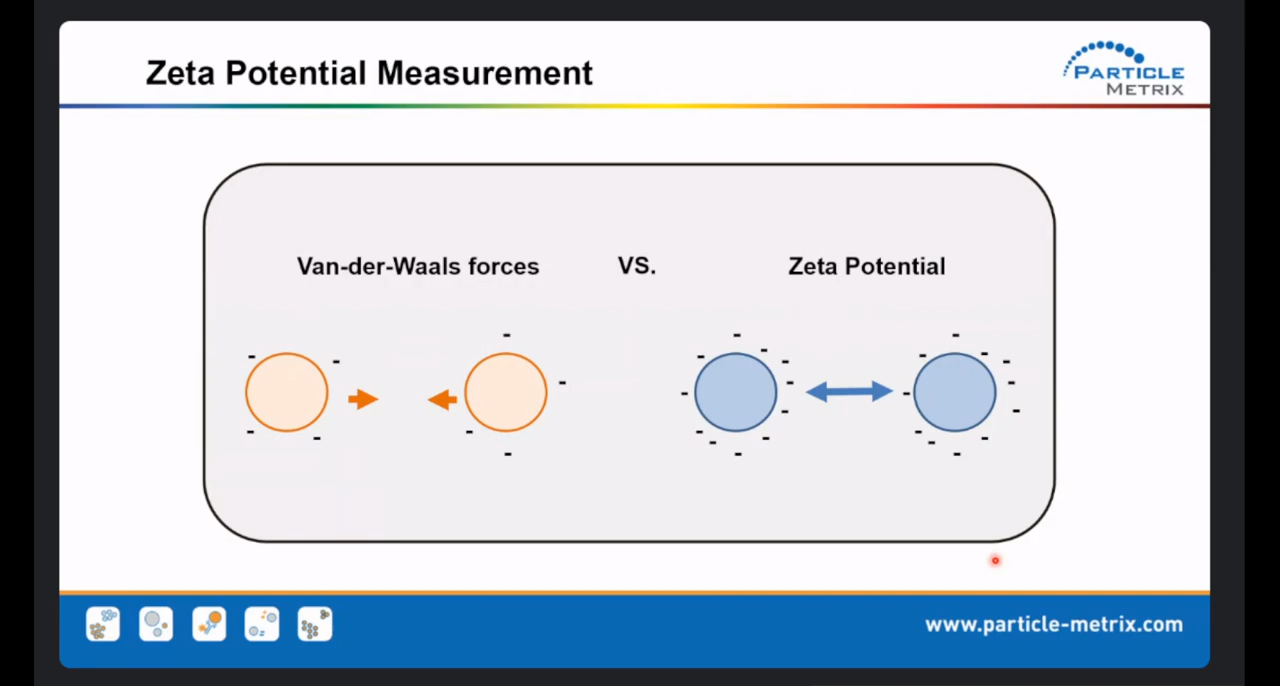 Zeta Potential Measurement
PARTICLE
METRIX
Van-der-Waals forces VS. Zeta Potential
www.particle-metrix.com